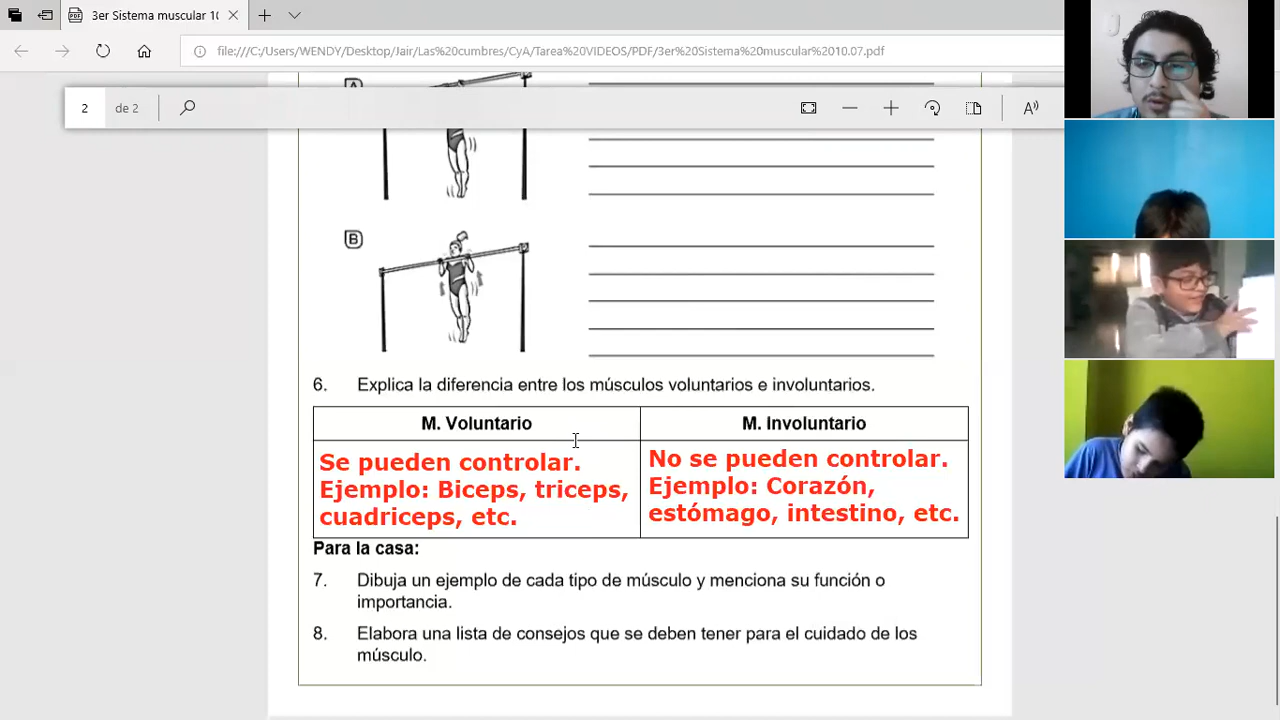 3er Sistema muscular 10
file:///C:/Users/WENDY/Desktop/Jair/Las%20cumbres/CyA/Tarea%20VIDEOS/PDF/3er%20Sistema%20muscular%2010.07.pdf
2 de 2
A
B
6. Explica la diferencia entre los músculos voluntarios e involuntarios.
M. Voluntario
M. Involuntario
Se pueden controlar.
Ejemplo: Biceps, triceps,
cuadriceps, etc.
No se pueden controlar.
Ejemplo: Corazón,
estómago, intestino, etc.
Para la casa:
7. Dibuja un ejemplo de cada tipo de músculo y menciona su función o
importancia.
8. Elabora una lista de consejos que se deben tener para el cuidado de los
músculo.